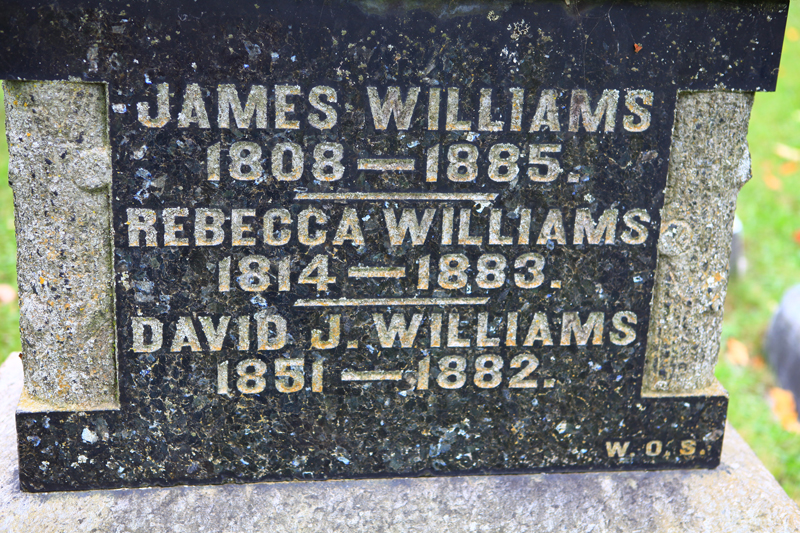 JAMES WILLIAMS
1808 — 1885.
REBECCA WILLIAMS
1814 — 1883.
DAVID J. WILLIAMS
1851 — 1882.
W. O. S.